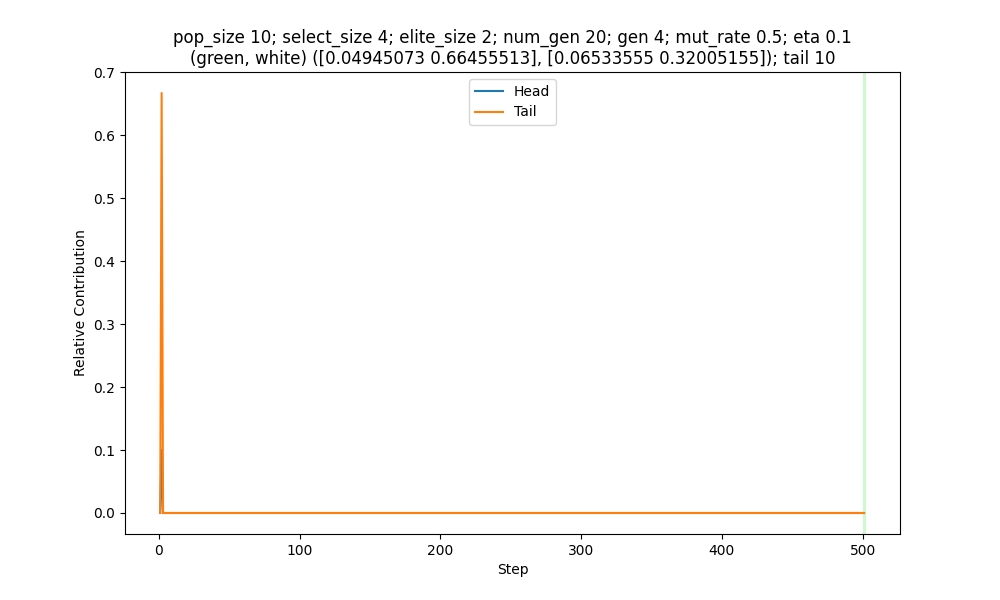 pop_size 10; select_size 4; elite_size 2; num_gen 20; gen 4; mut_rate 0.5; eta 0.1
(green, white) ([0.04945073 0.66455513], [0.06533555 0.32005155]); tail 10
Head
Tail
0.7
0.6
0.5
0.4
0.3
0.2
0.1
0.0
Relative Contribution
0 100 200 300 400 500
Step